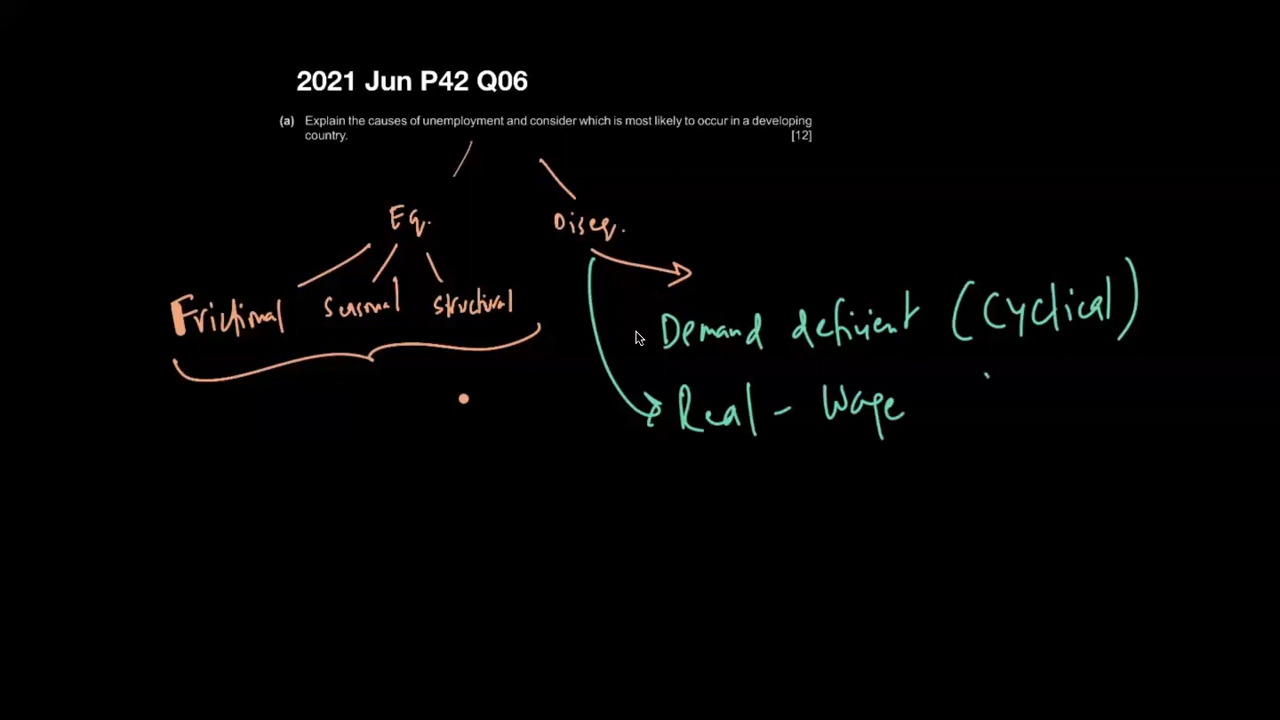 2021 Jun P42 Q06
(a) Explain the causes of unemployment and consider which is most likely to occur in a developing
country. [12]
Eq. Diseq.
Frictional Seasonal Structural
Demand deficient (Cyclical)
Real - Wage